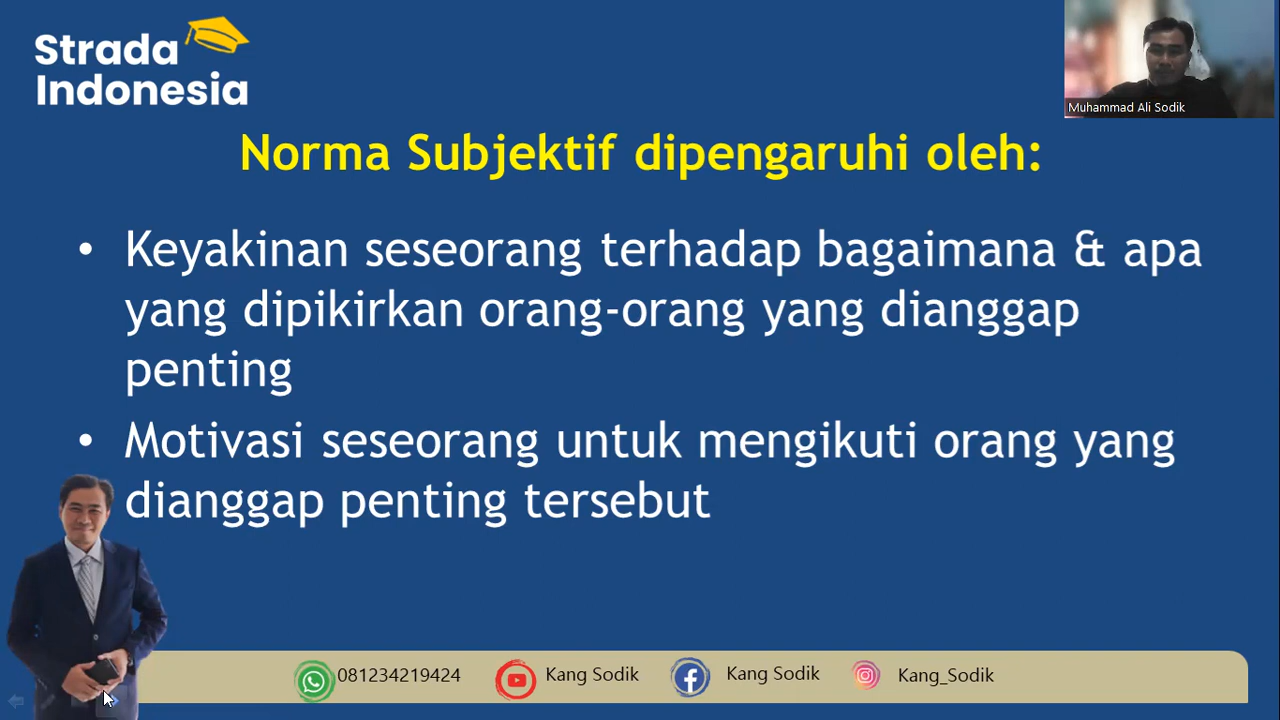 Strada
Indonesia
Muhammad Ali Sodik
Norma Subjektif dipengaruhi oleh:
• Keyakinan seseorang terhadap bagaimana & apa
yang dipikirkan orang-orang yang dianggap
penting
• Motivasi seseorang untuk mengikuti orang yang
dianggap penting tersebut
081234219424 Kang Sodik Kang Sodik Kang_Sodik